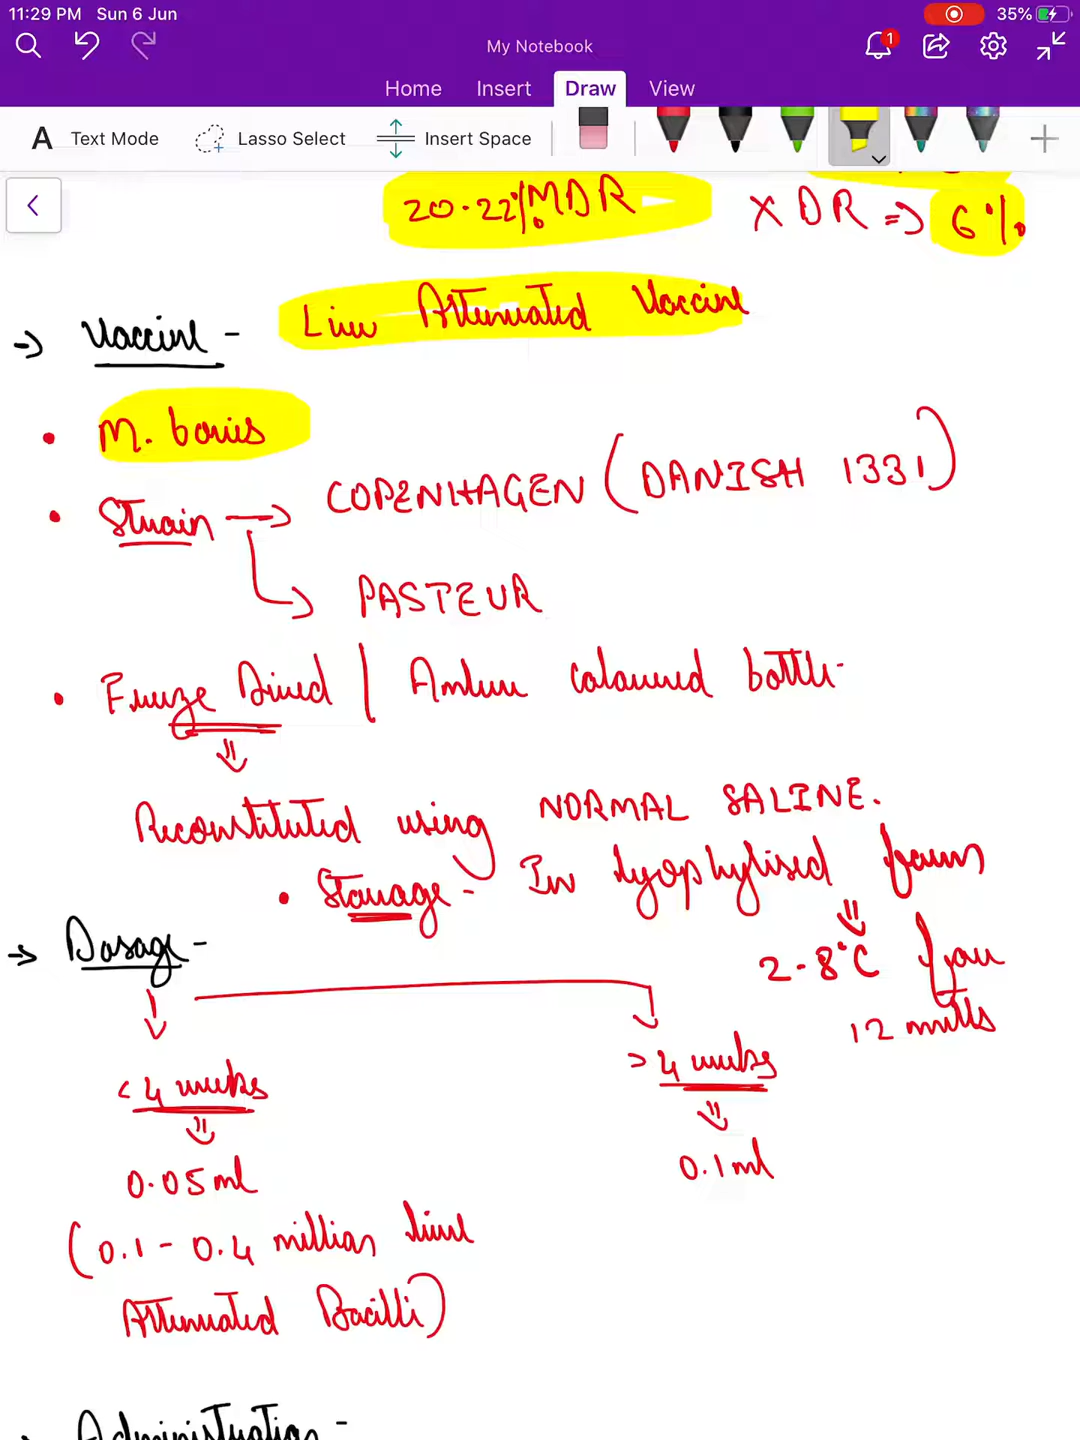 11:29 PM Sun 6 Jun 35%
My Notebook
1
Home Insert Draw View
A Text Mode Lasso Select Insert Space
20-22% MDR XDR => 6%
→ Vaccine - Live Attenuated Vaccine
• M. bovis
• Strain → COPENHAGEN (DANISH 1331)
→ PASTEUR
• Freeze Dried | Amber coloured bottle-
Reconstituted using NORMAL SALINE.
• Storage - In lyophylised form
2-8°C for
12 mnths
→ Dosage -
< 4 weeks
> 4 weeks
0.05 ml
0.1 ml
(0.1 - 0.4 million live
Attenuated Bacilli)
Administration -